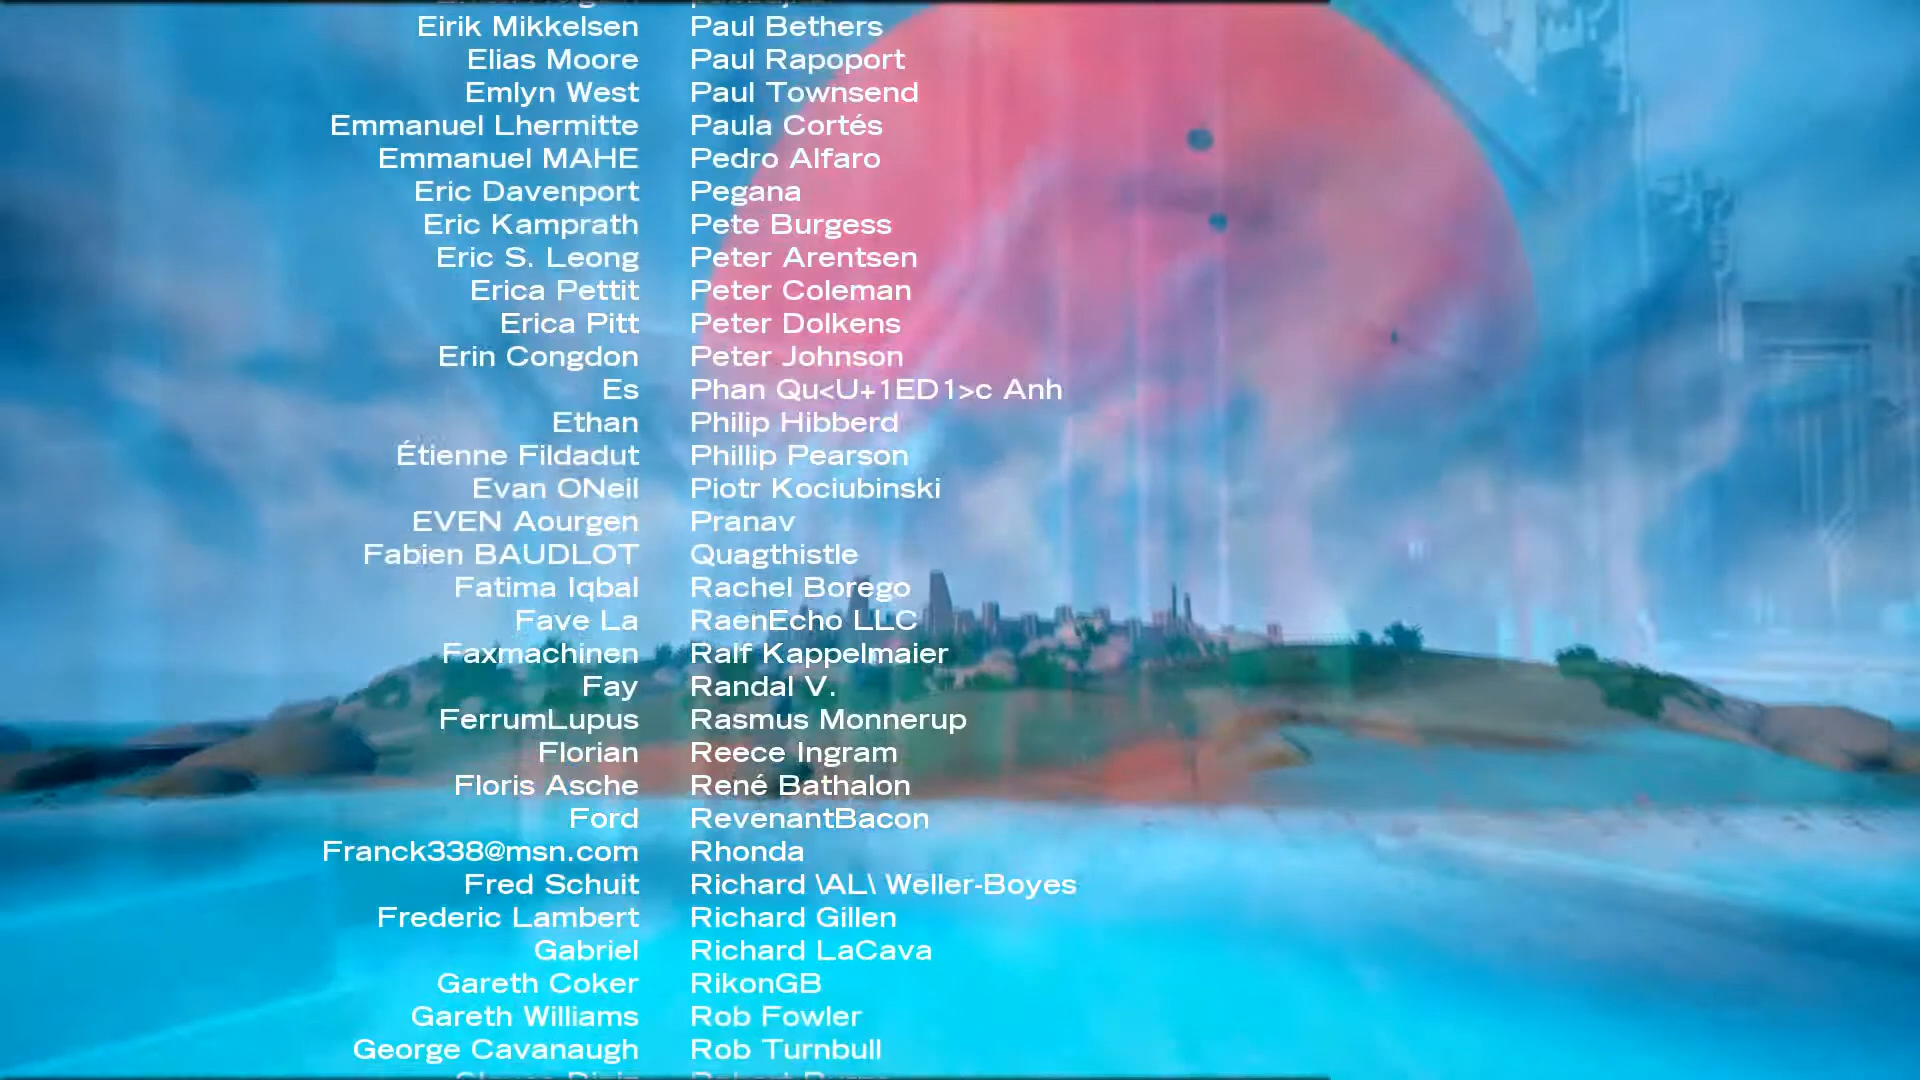 Eirik Mikkelsen Paul Bethers
Elias Moore Paul Rapoport
Emlyn West Paul Townsend
Emmanuel Lhermitte Paula Cortés
Emmanuel MAHE Pedro Alfaro
Eric Davenport Pegana
Eric Kamprath Pete Burgess
Eric S. Leong Peter Arentsen
Erica Pettit Peter Coleman
Erica Pitt Peter Dolkens
Erin Congdon Peter Johnson
Es Phan Qu<U+1ED1>c Anh
Ethan Philip Hibberd
Étienne Fildadut Phillip Pearson
Evan ONeil Piotr Kociubinski
EVEN Aourgen Pranav
Fabien BAUDLOT Quagthistle
Fatima Iqbal Rachel Borego
Fave La RaenEcho LLC
Faxmachinen Ralf Kappelmaier
Fay Randal V.
FerrumLupus Rasmus Monnerup
Florian Reece Ingram
Floris Asche René Bathalon
Ford RevenantBacon
Franck338@msn.com Rhonda
Fred Schuit Richard \AL\ Weller-Boyes
Frederic Lambert Richard Gillen
Gabriel Richard LaCava
Gareth Coker RikonGB
Gareth Williams Rob Fowler
George Cavanaugh Rob Turnbull